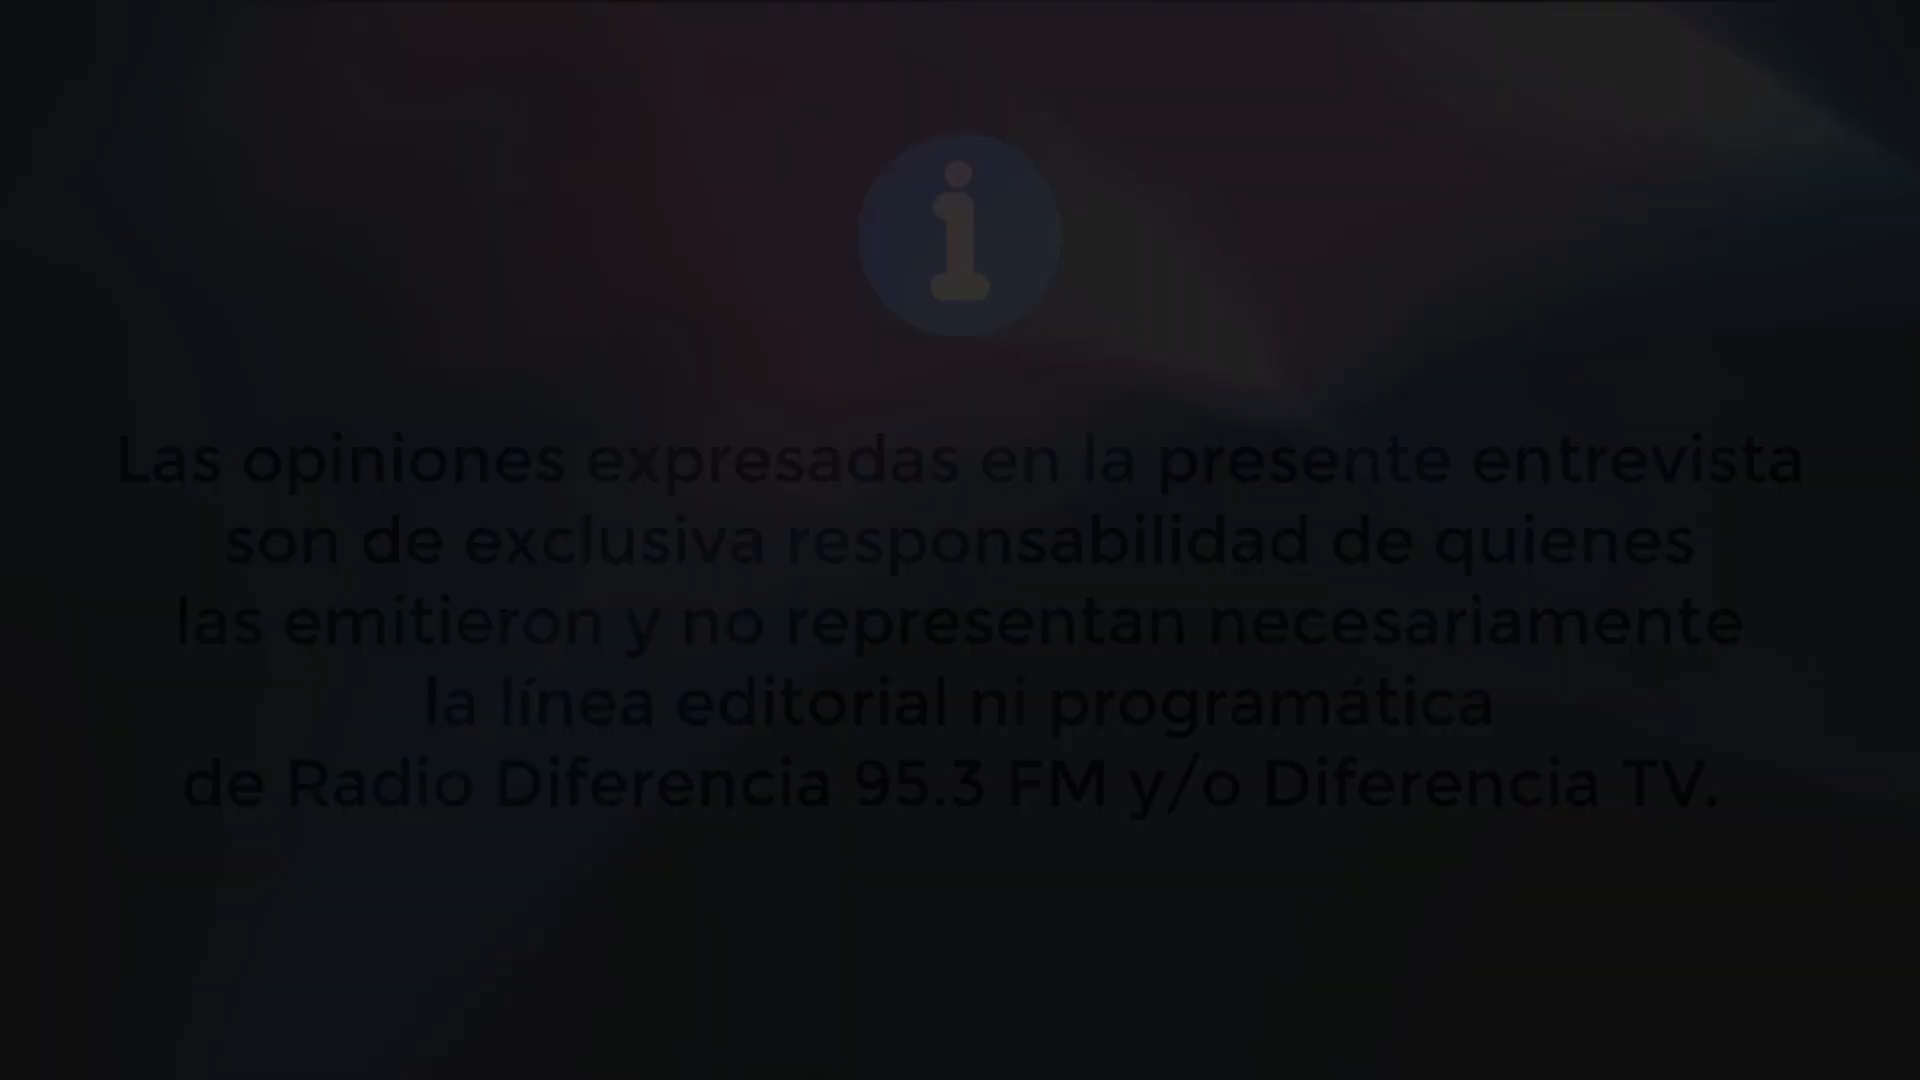 Las opiniones expresadas en la presente entrevista
son de exclusiva responsabilidad de quienes
las emitieron y no representan necesariamente
la línea editorial ni programática
de Radio Diferencia 95.3 FM y/o Diferencia TV.